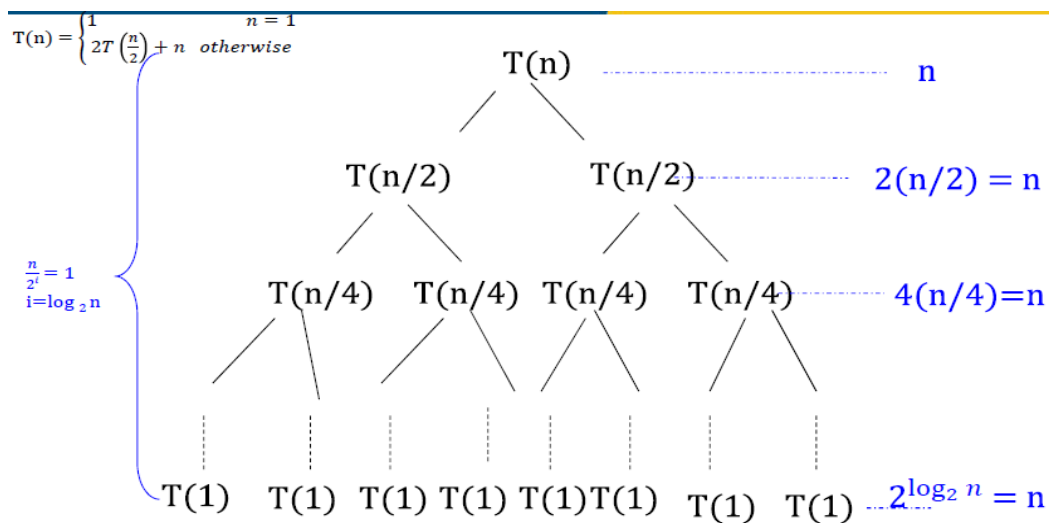 T(n) = {1 n = 1
2T (n/2) + n otherwise
T(n) n
T(n/2) T(n/2) 2(n/2) = n
n/2^i = 1
i=log₂n
T(n/4) T(n/4) T(n/4) T(n/4) 4(n/4)=n
T(1) T(1) T(1) T(1) T(1) T(1) T(1) T(1) 2^{log₂ n} = n